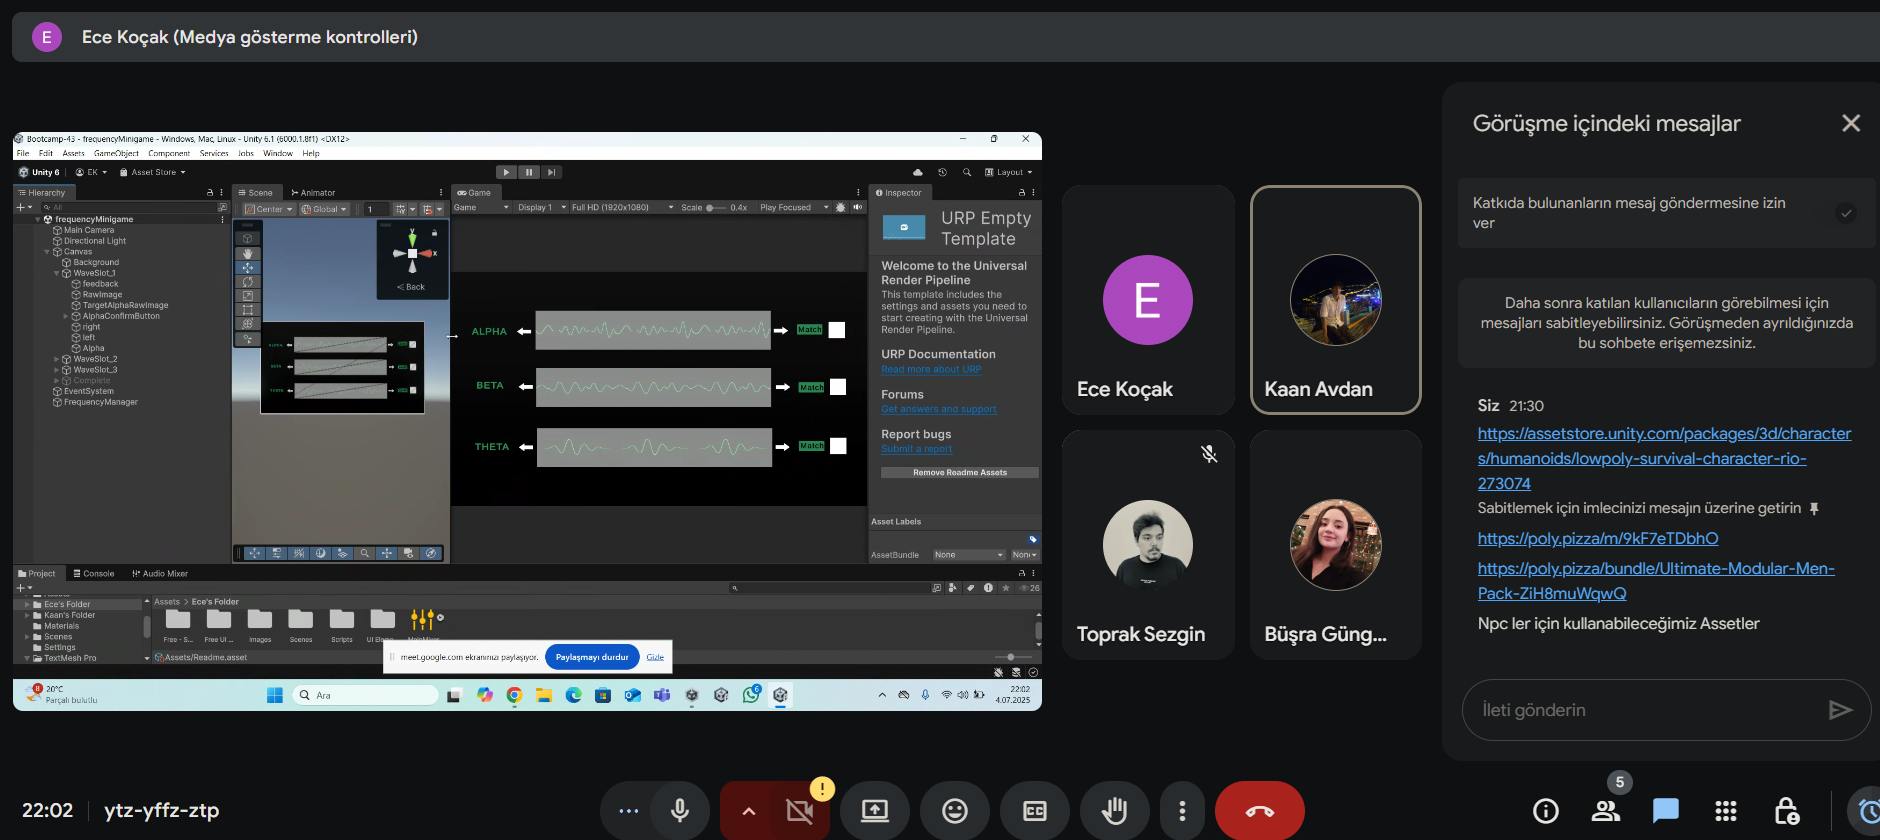 E
Ece Koçak (Medya gösterme kontrolleri)
Bootcamp-43 - frequencyMinigame - Windows, Mac, Linux - Unity 6.1 (6000.1.8f1) <DX12>
File Edit Assets GameObject Component Services Jobs Window Help
Unity 6 EK Asset Store Layout
Hierarchy
All
frequencyMinigame
Main Camera
Directional Light
Canvas
Background
WaveSlot_1
feedback
RawImage
TargetAlphaRawImage
AlphaConfirmButton
right
left
Alpha
WaveSlot_2
WaveSlot_3
Complete
EventSystem
FrequencyManager
Scene Animator
Center Global 1
y
x
Back
Game
Game Display 1 Full HD (1920x1080) Scale 0.4x Play Focused
ALPHA Match
BETA Match
THETA Match
Inspector
URP Empty
Template
Welcome to the Universal
Render Pipeline
This template includes the
settings and assets you need to
start creating with the Universal
Render Pipeline.
URP Documentation
Read more about URP
Forums
Get answers and support
Report bugs
Submit a report
Remove Readme Assets
Asset Labels
AssetBundle None
Project Console Audio Mixer
26
Ece's Folder
Kaan's Folder
Materials
Scenes
Settings
TextMesh Pro
Assets > Ece's Folder
Free - S... Free UI ... Images Scenes Scripts
Assets/Readme.asset
meet.google.com ekranınızı paylaşıyor. Paylaşmayı durdur Gizle
8
20°C
Parçalı bulutlu
Ara
6
22:02
4.07.2025
E
Ece Koçak
Kaan Avdan
Toprak Sezgin
Büşra Güng...
Görüşme içindeki mesajlar
Katkıda bulunanların mesaj göndermesine izin
ver
Daha sonra katılan kullanıcıların görebilmesi için
mesajları sabitleyebilirsiniz. Görüşmeden ayrıldığınızda
bu sohbete erişemezsiniz.
Siz 21:30
https://assetstore.unity.com/packages/3d/character
s/humanoids/lowpoly-survival-character-rio-
273074
Sabitlemek için imlecinizi mesajın üzerine getirin
https://poly.pizza/m/9kF7eTDbhO
https://poly.pizza/bundle/Ultimate-Modular-Men-
Pack-ZiH8muWqwQ
Npc ler için kullanabileceğimiz Assetler
İleti gönderin
22:02 ytz-yffz-ztp
!
5